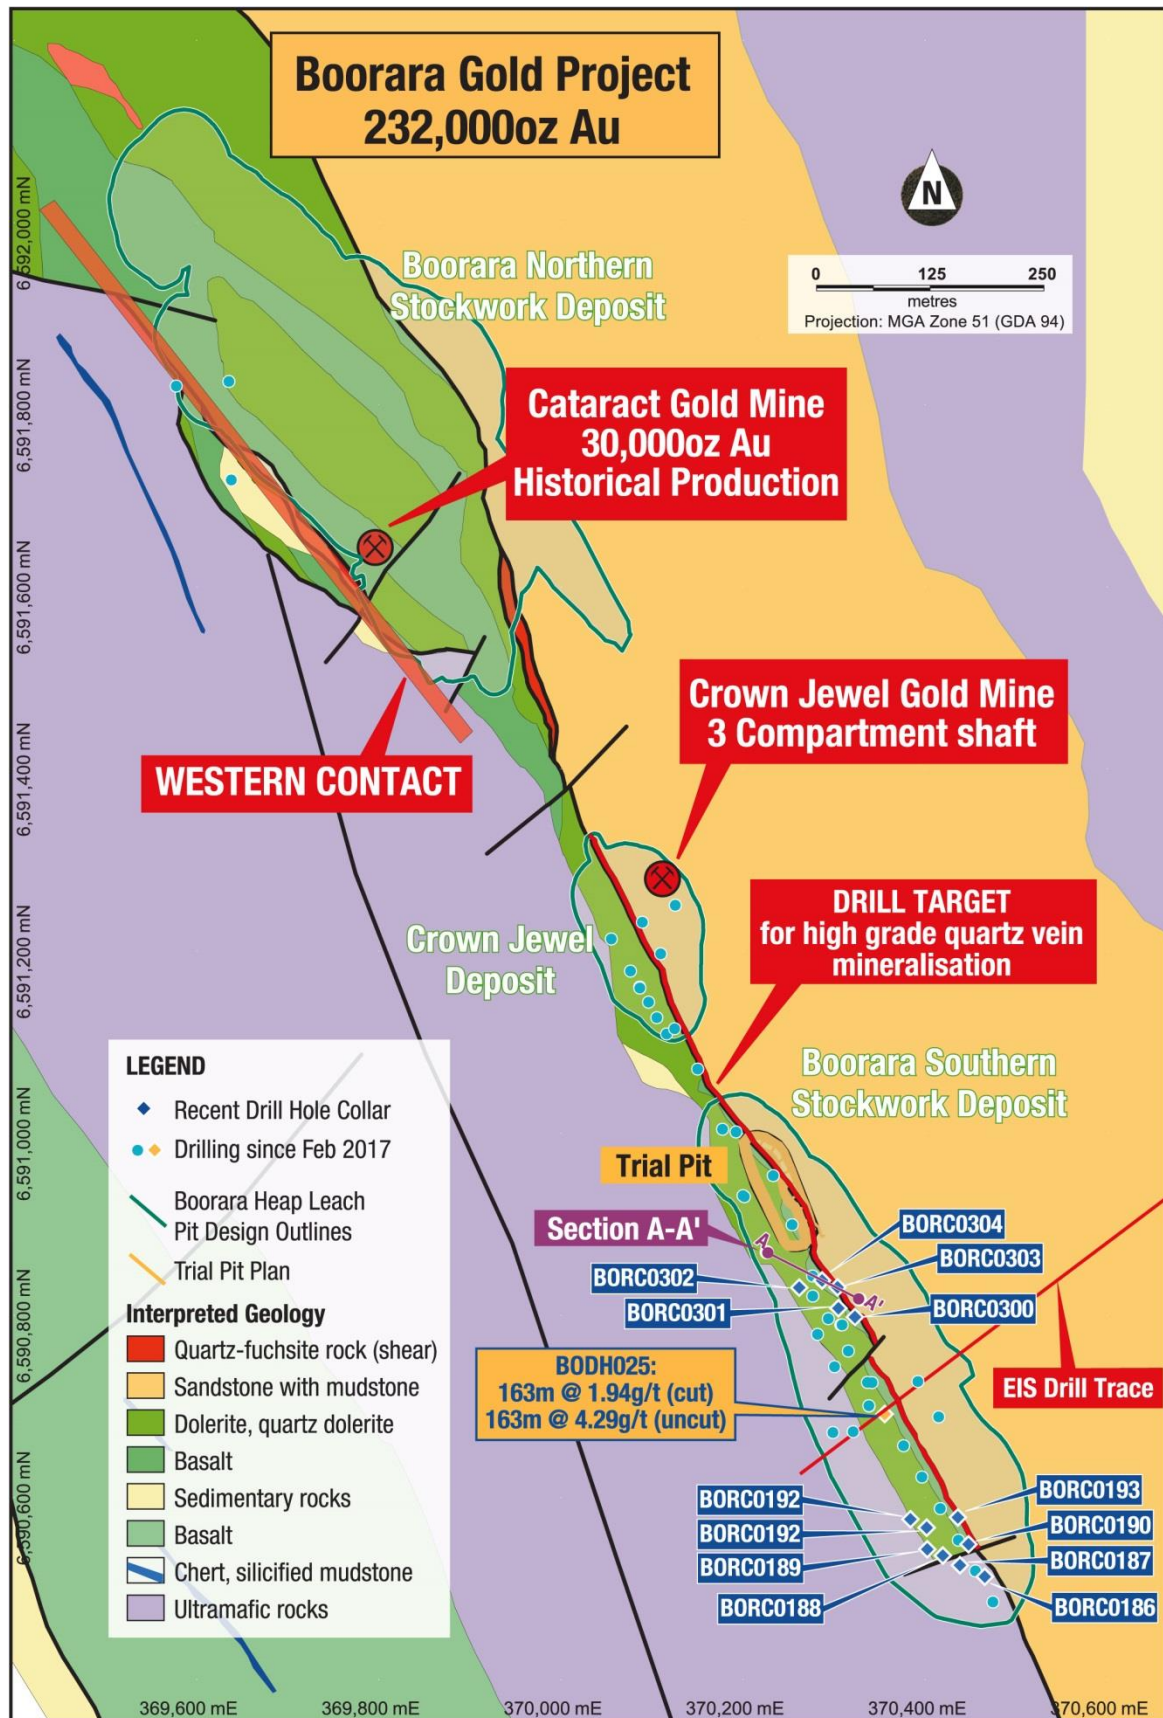 Boorara Gold Project
232,000oz Au
N
0 125 250
metres
Projection: MGA Zone 51 (GDA 94)
Boorara Northern
Stockwork Deposit
Cataract Gold Mine
30,000oz Au
Historical Production
WESTERN CONTACT
Crown Jewel Gold Mine
3 Compartment shaft
Crown Jewel
Deposit
DRILL TARGET
for high grade quartz vein
mineralisation
Boorara Southern
Stockwork Deposit
Trial Pit
Section A-A'
A
A'
BORC0304
BORC0303
BORC0302
BORC0301
BORC0300
BODH025:
163m @ 1.94g/t (cut)
163m @ 4.29g/t (uncut)
EIS Drill Trace
BORC0192
BORC0193
BORC0192
BORC0190
BORC0189
BORC0187
BORC0188
BORC0186
LEGEND
Recent Drill Hole Collar
Drilling since Feb 2017
Boorara Heap Leach
Pit Design Outlines
Trial Pit Plan
Interpreted Geology
Quartz-fuchsite rock (shear)
Sandstone with mudstone
Dolerite, quartz dolerite
Basalt
Sedimentary rocks
Basalt
Chert, silicified mudstone
Ultramafic rocks
6,592,000 mN
6,591,800 mN
6,591,600 mN
6,591,400 mN
6,591,200 mN
6,591,000 mN
6,590,800 mN
6,590,600 mN
369,600 mE
369,800 mE
370,000 mE
370,200 mE
370,400 mE
370,600 mE